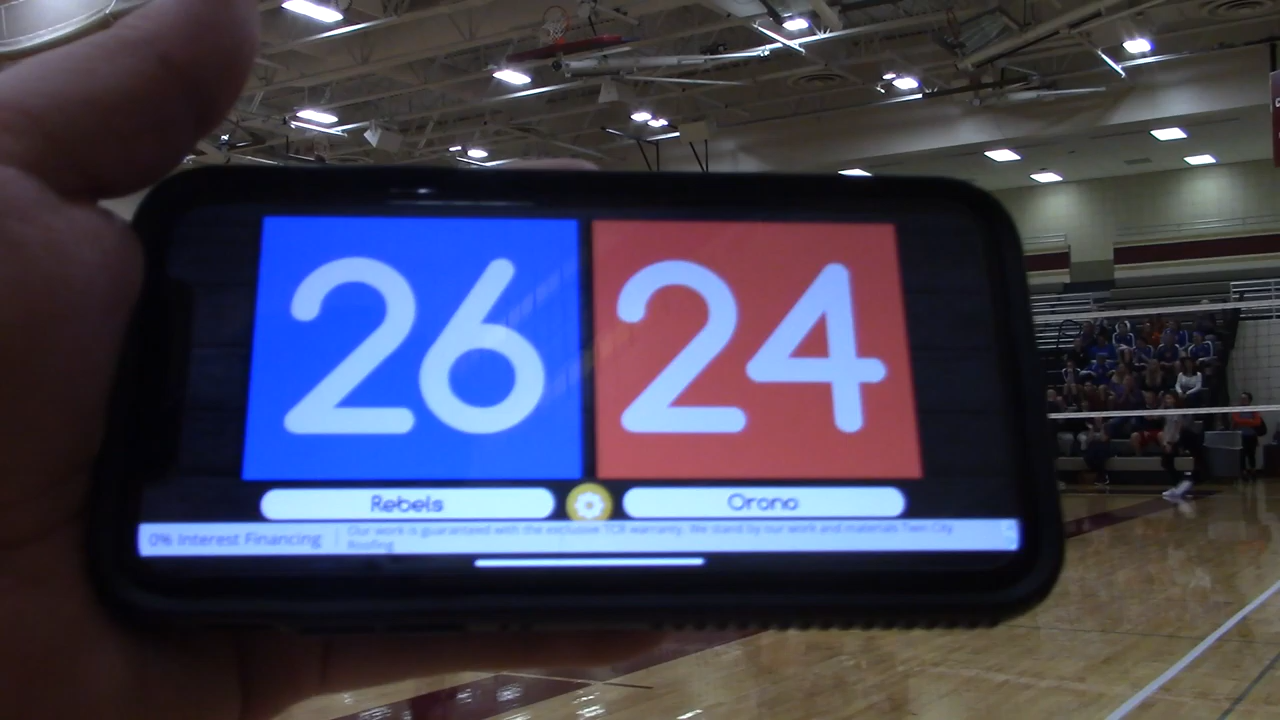 26 24
Rebels Orono
0% Interest Financing Our work is guaranteed with the exclusive TCR warranty. We stand by our work and materials Twin City
Roofing